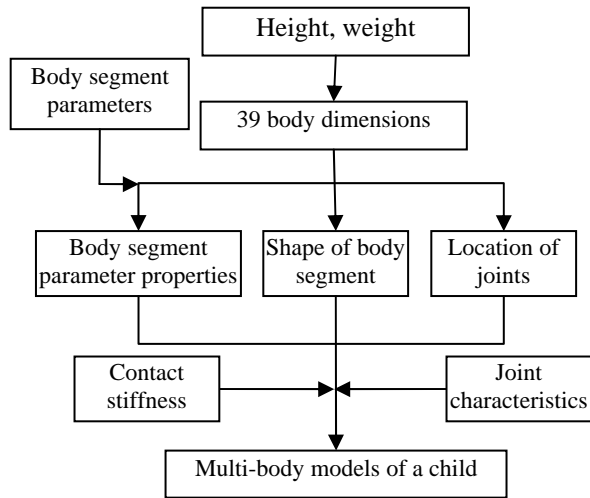 Height, weight
Body segment
parameters
39 body dimensions
Body segment
parameter properties
Shape of body
segment
Location of
joints
Contact
stiffness
Joint
characteristics
Multi-body models of a child